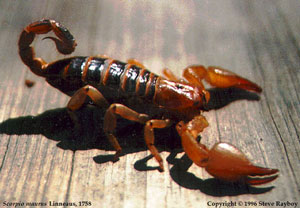 Scorpio maurus Linnaeus, 1758
Copyright © 1996 Steve Rayboy